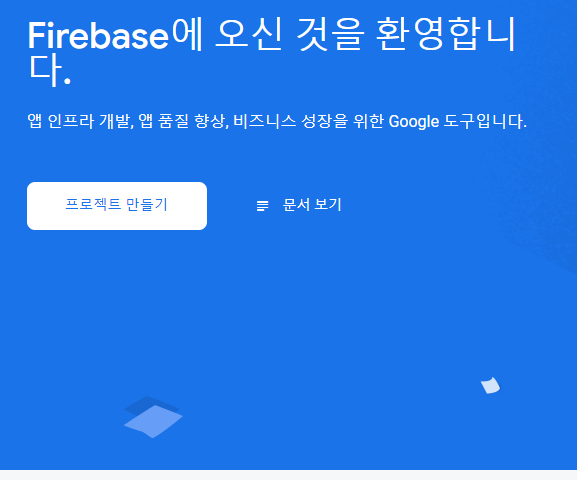 Firebase에 오신 것을 환영합니
다.
앱 인프라 개발, 앱 품질 향상, 비즈니스 성장을 위한 Google 도구입니다.
프로젝트 만들기
문서 보기